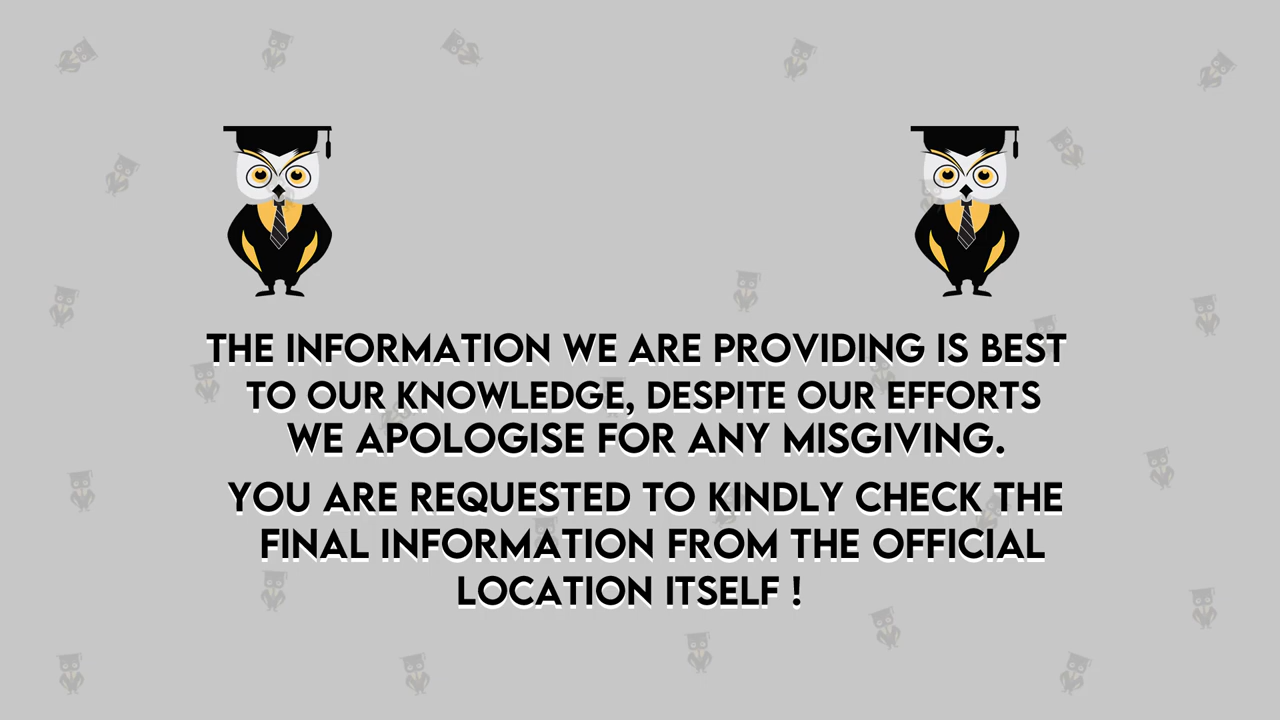 THE INFORMATION WE ARE PROVIDING IS BEST
TO OUR KNOWLEDGE, DESPITE OUR EFFORTS
WE APOLOGISE FOR ANY MISGIVING.
YOU ARE REQUESTED TO KINDLY CHECK THE
FINAL INFORMATION FROM THE OFFICIAL
LOCATION ITSELF !